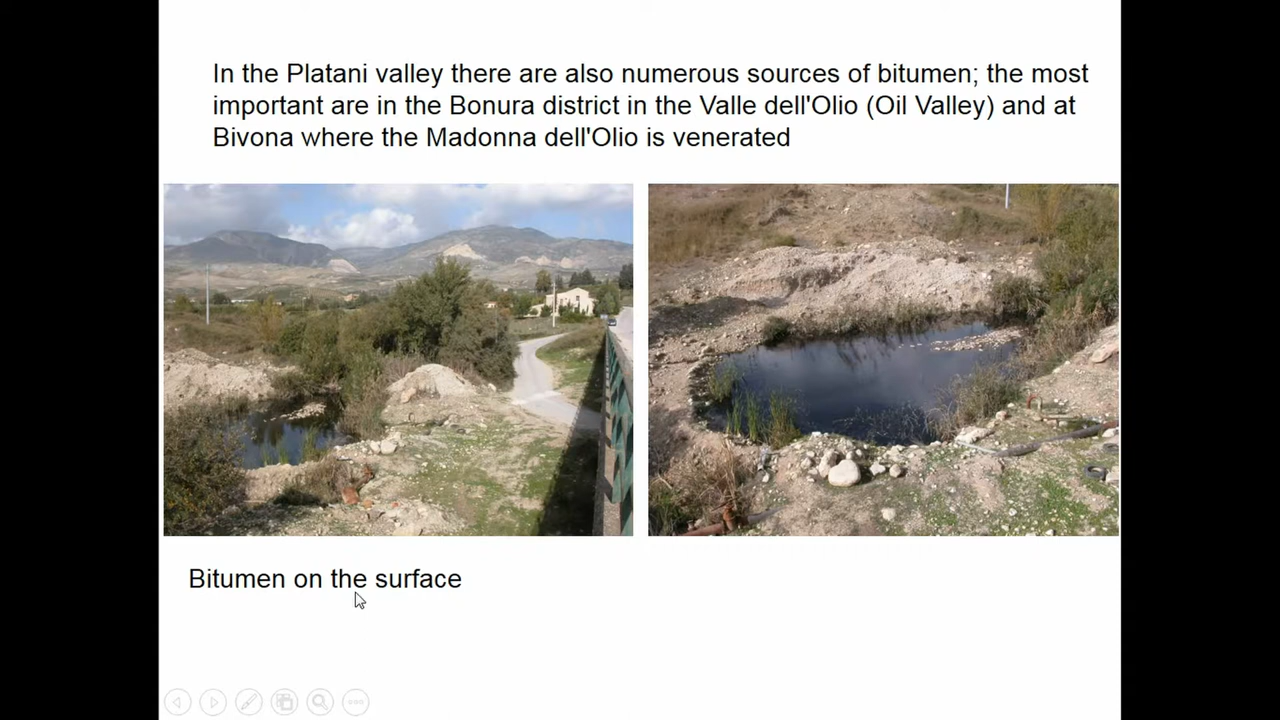 In the Platani valley there are also numerous sources of bitumen; the most
important are in the Bonura district in the Valle dell'Olio (Oil Valley) and at
Bivona where the Madonna dell'Olio is venerated
Bitumen on the surface